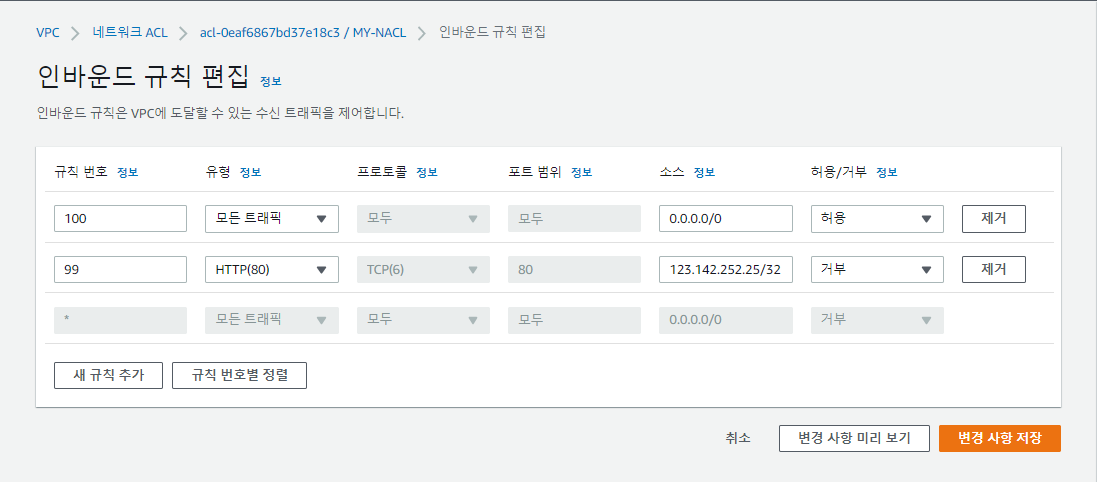 VPC > 네트워크 ACL > acl-0eaf6867bd37e18c3 / MY-NACL > 인바운드 규칙 편집
인바운드 규칙 편집 정보
인바운드 규칙은 VPC에 도달할 수 있는 수신 트래픽을 제어합니다.
규칙 번호 정보 유형 정보 프로토콜 정보 포트 범위 정보 소스 정보 허용/거부 정보
100 모든 트래픽 모두 모두 0.0.0.0/0 허용 제거
99 HTTP(80) TCP(6) 80 123.142.252.25/32 거부 제거
* 모든 트래픽 모두 모두 0.0.0.0/0 거부
새 규칙 추가 규칙 번호별 정렬
취소 변경 사항 미리 보기 변경 사항 저장